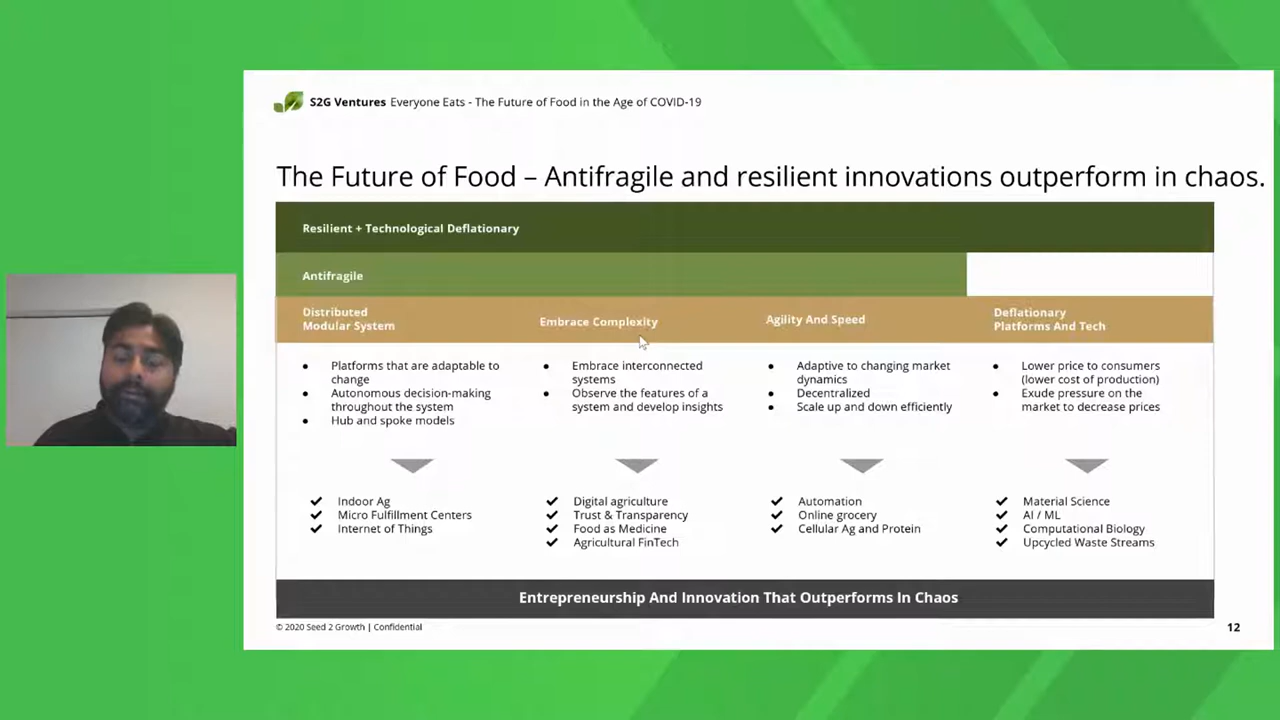 S2G Ventures Everyone Eats - The Future of Food in the Age of COVID-19
The Future of Food – Antifragile and resilient innovations outperform in chaos.
Resilient + Technological Deflationary
Antifragile
Distributed
Modular System
Embrace Complexity
Agility And Speed
Deflationary
Platforms And Tech
Platforms that are adaptable to
change
Autonomous decision-making
throughout the system
Hub and spoke models
Embrace interconnected
systems
Observe the features of a
system and develop insights
Adaptive to changing market
dynamics
Decentralized
Scale up and down efficiently
Lower price to consumers
(lower cost of production)
Exude pressure on the
market to decrease prices
Indoor Ag
Micro Fulfillment Centers
Internet of Things
Digital agriculture
Trust & Transparency
Food as Medicine
Agricultural FinTech
Automation
Online grocery
Cellular Ag and Protein
Material Science
AI / ML
Computational Biology
Upcycled Waste Streams
Entrepreneurship And Innovation That Outperforms In Chaos
© 2020 Seed 2 Growth | Confidential
12